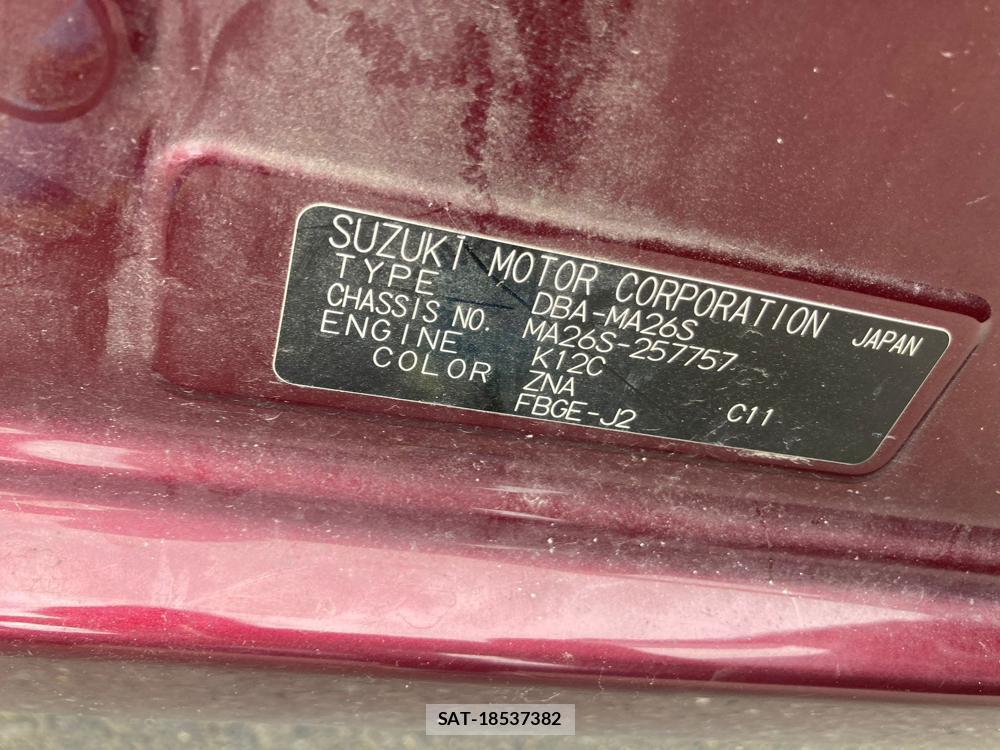 SUZUKI MOTOR CORPORATION JAPAN
TYPE DBA-MA26S
CHASSIS NO. MA26S-257757
ENGINE K12C
COLOR ZNA
FBGE-J2 C11
SAT-18537382